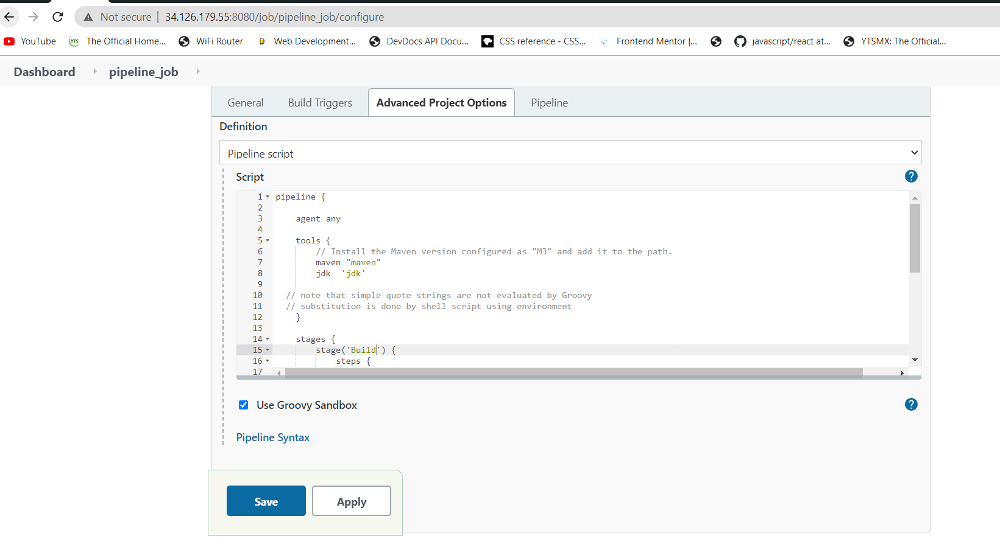 Not secure | 34.126.179.55:8080/job/pipeline_job/configure
YouTube YTS The Official Home... WiFi Router Web Development... DevDocs API Docu... CSS reference - CSS... Frontend Mentor |... javascript/react at... YTSMX: The Official...
Dashboard pipeline_job
General Build Triggers Advanced Project Options Pipeline
Definition
Pipeline script
Script ?
1 pipeline {
2
3 agent any
4
5 tools {
6 // Install the Maven version configured as "M3" and add it to the path.
7 maven "maven"
8 jdk 'jdk'
9
10 // note that simple quote strings are not evaluated by Groovy
11 // substitution is done by shell script using environment
12 }
13
14 stages {
15 stage('Build') {
16 steps {
17
Use Groovy Sandbox ?
Pipeline Syntax
Save Apply